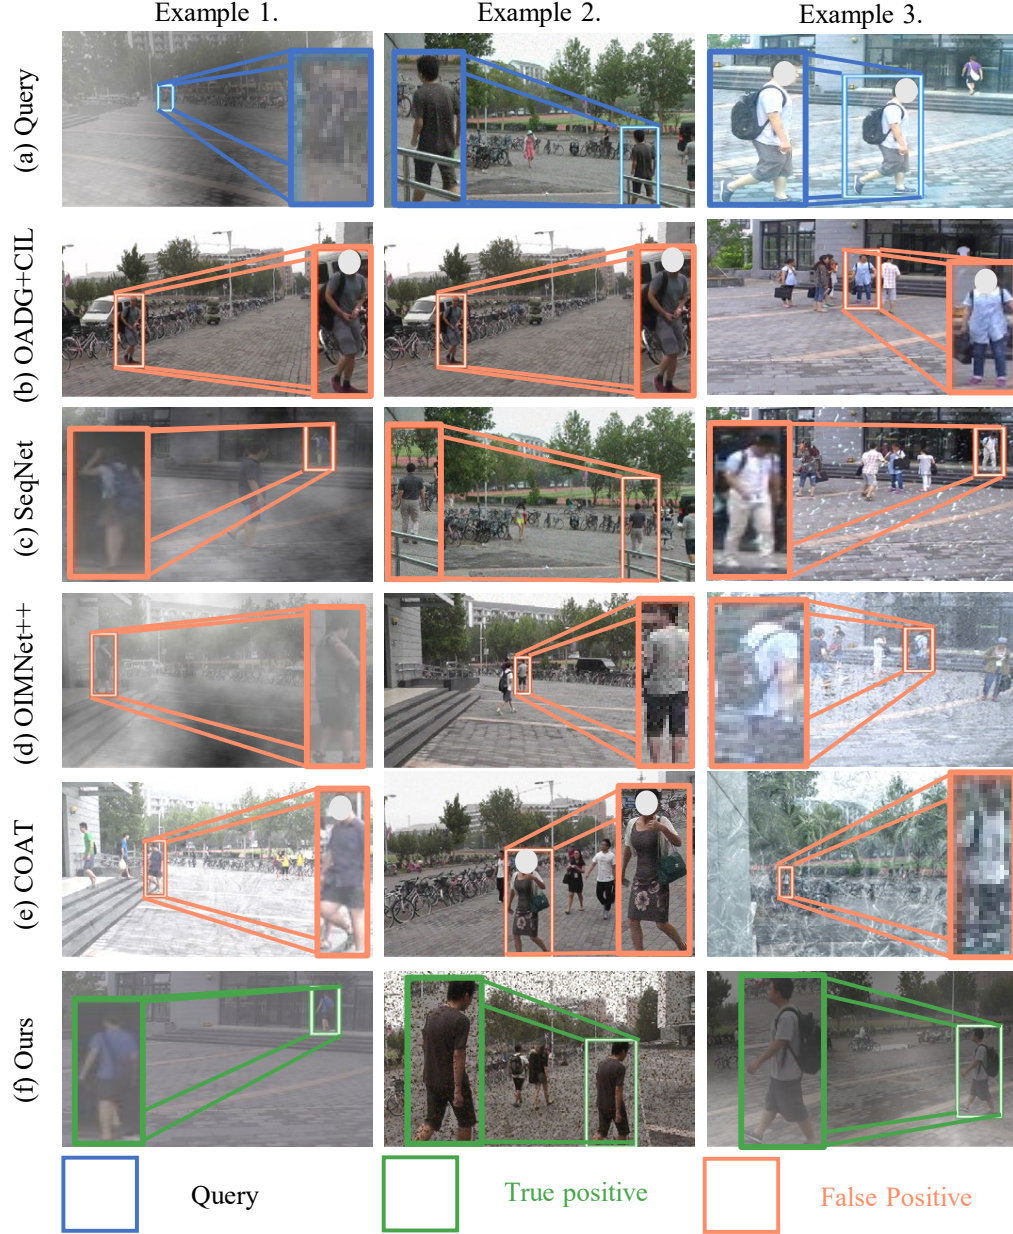 Example 1.
Example 2.
Example 3.
(a) Query
(b) OADG+CIL
(c) SeqNet
(d) OIMNet++
(e) COAT
(f) Ours
Query
True positive
False Positive